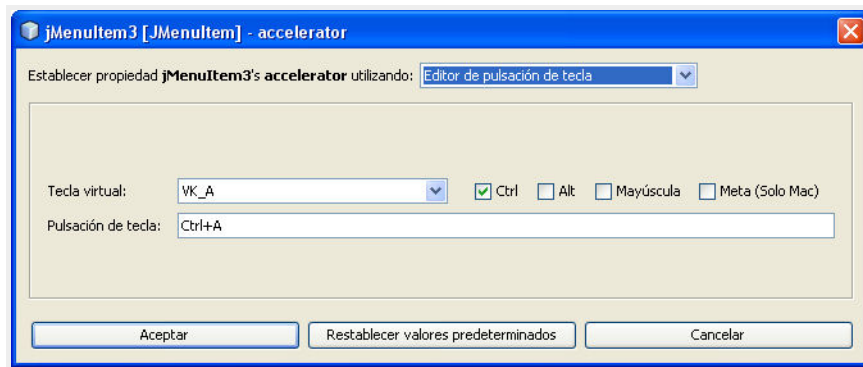 jMenuItem3 [JMenuItem] - accelerator
Establecer propiedad jMenuItem3's accelerator utilizando: Editor de pulsación de tecla
Tecla virtual: VK_A Ctrl Alt Mayúscula Meta (Solo Mac)
Pulsación de tecla: Ctrl+A
Aceptar Restablecer valores predeterminados Cancelar